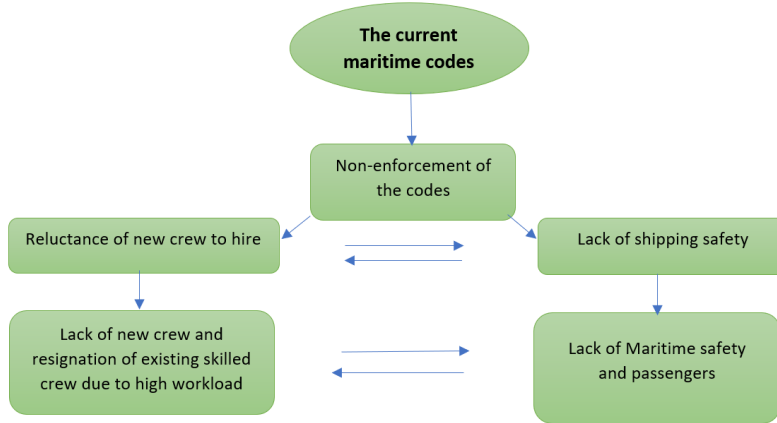 The current
maritime codes
Non-enforcement of
the codes
Reluctance of new crew to hire
Lack of shipping safety
Lack of new crew and
resignation of existing skilled
crew due to high workload
Lack of Maritime safety
and passengers